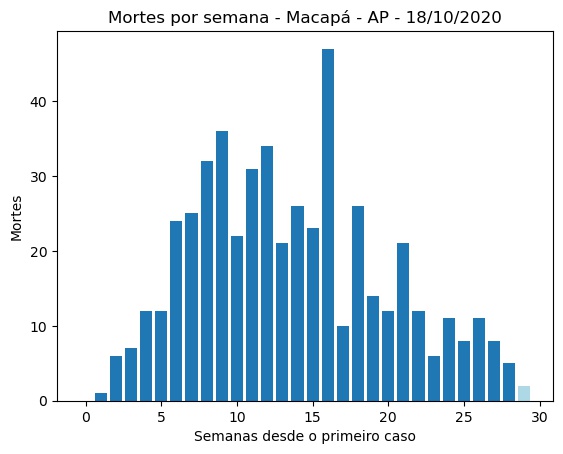 Mortes por semana - Macapá - AP - 18/10/2020
Mortes
40
30
20
10
0
0 5 10 15 20 25 30
Semanas desde o primeiro caso